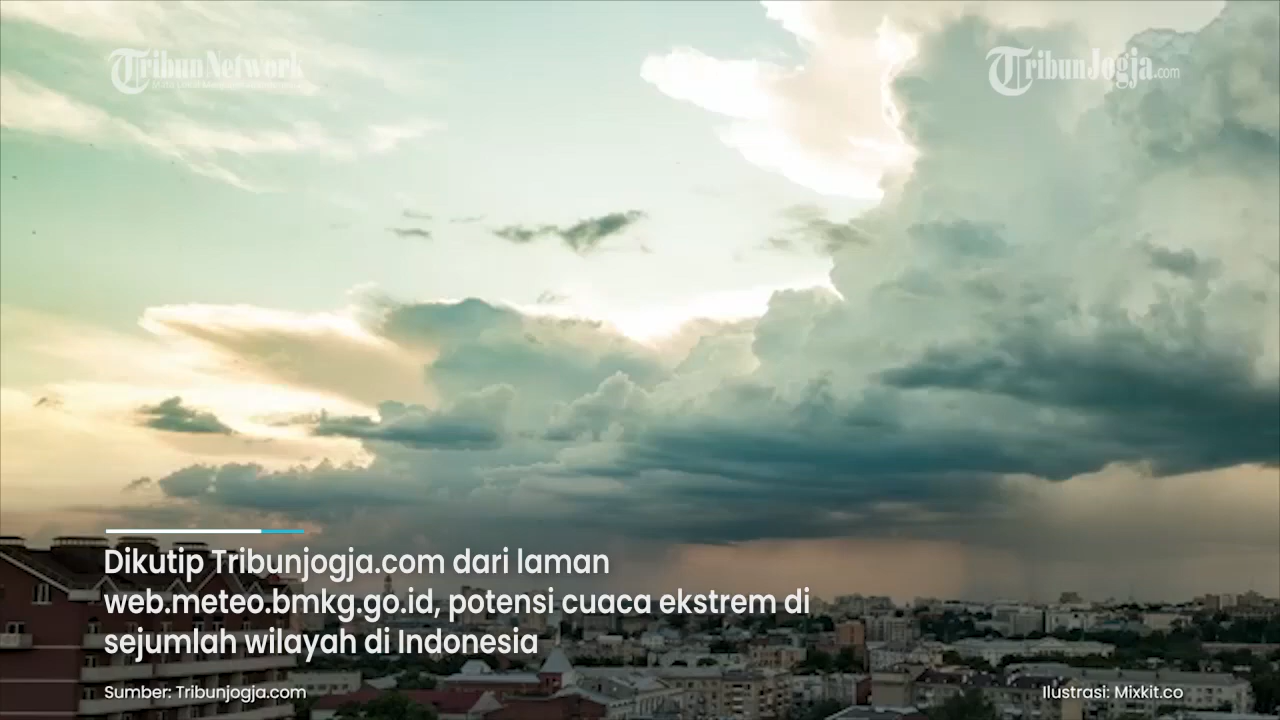 TribunNetwork
TribunJogja.com
Dikutip Tribunjogja.com dari laman
web.meteo.bmkg.go.id, potensi cuaca ekstrem di
sejumlah wilayah di Indonesia
Sumber: Tribunjogja.com
Ilustrasi: Mixkit.co